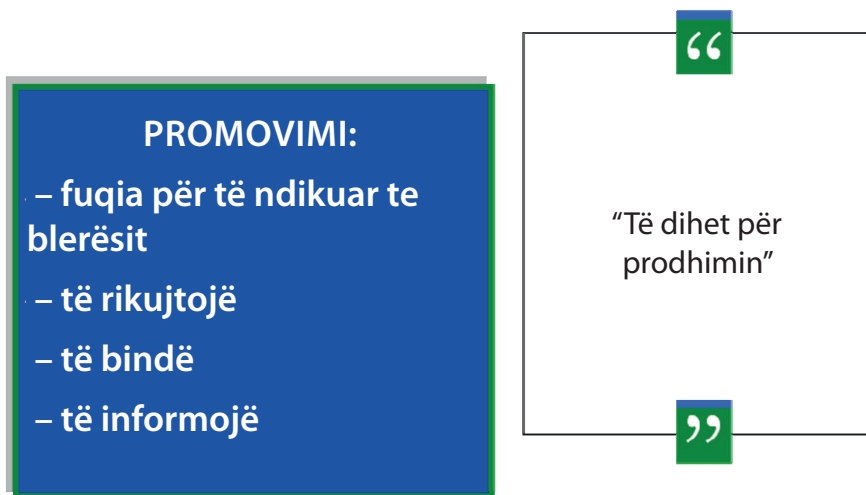 PROMOVIMI:
– fuqia për të ndikuar te
blerësit
– të rikujtojë
– të bindë
– të informojë
“
“Të dihet për
prodhimin”
”